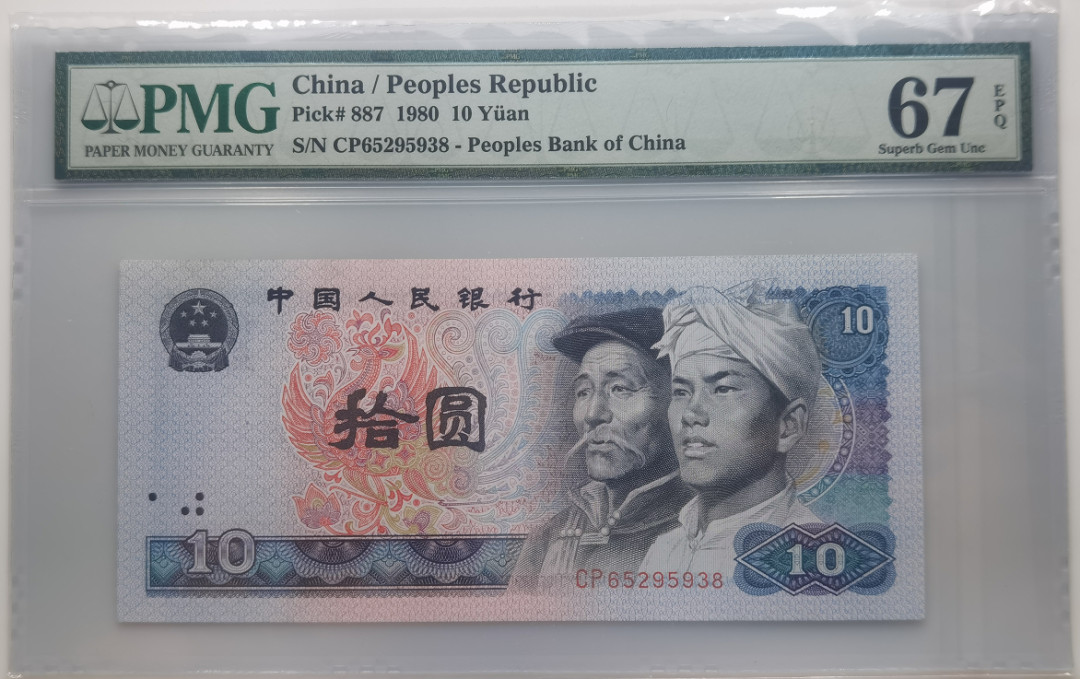 PMG
PAPER MONEY GUARANTY
China / Peoples Republic
Pick# 887 1980 10 Yüan
S/N CP65295938 - Peoples Bank of China
67
EPQ
Superb Gem Unc
中国人民银行
10
拾圆
10
CP65295938
10